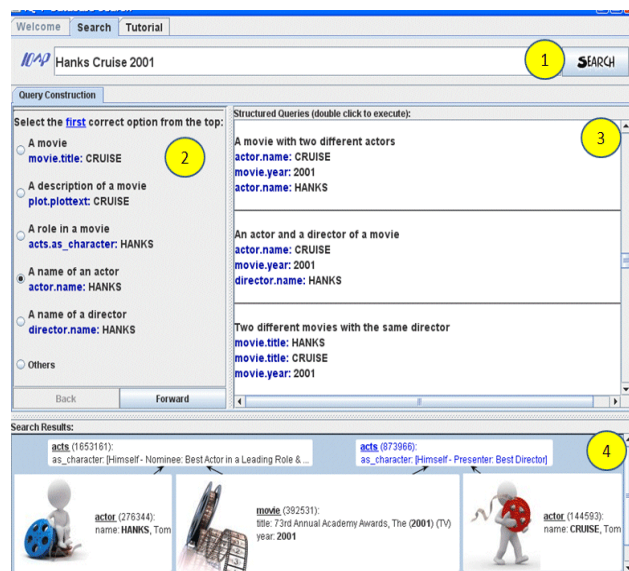 Welcome Search Tutorial
IQP Hanks Cruise 2001 1 SEARCH
Query Construction
Select the first correct option from the top:
A movie
movie.title: CRUISE
2
A description of a movie
plot.plottext: CRUISE
A role in a movie
acts.as_character: HANKS
A name of an actor
actor.name: HANKS
A name of a director
director.name: HANKS
Others
Back Forward
Structured Queries (double click to execute):
3
A movie with two different actors
actor.name: CRUISE
movie.year: 2001
actor.name: HANKS
An actor and a director of a movie
actor.name: CRUISE
movie.year: 2001
director.name: HANKS
Two different movies with the same director
movie.title: HANKS
movie.title: CRUISE
movie.year: 2001
Search Results:
4
acts (1653161):
as_character: [Himself - Nominee: Best Actor in a Leading Role & ...
acts (873966):
as_character: [Himself - Presenter: Best Director]
actor (276344):
name: HANKS, Tom
movie (392531):
title: 73rd Annual Academy Awards, The (2001) (TV)
year: 2001
actor (144593):
name: CRUISE, Tom